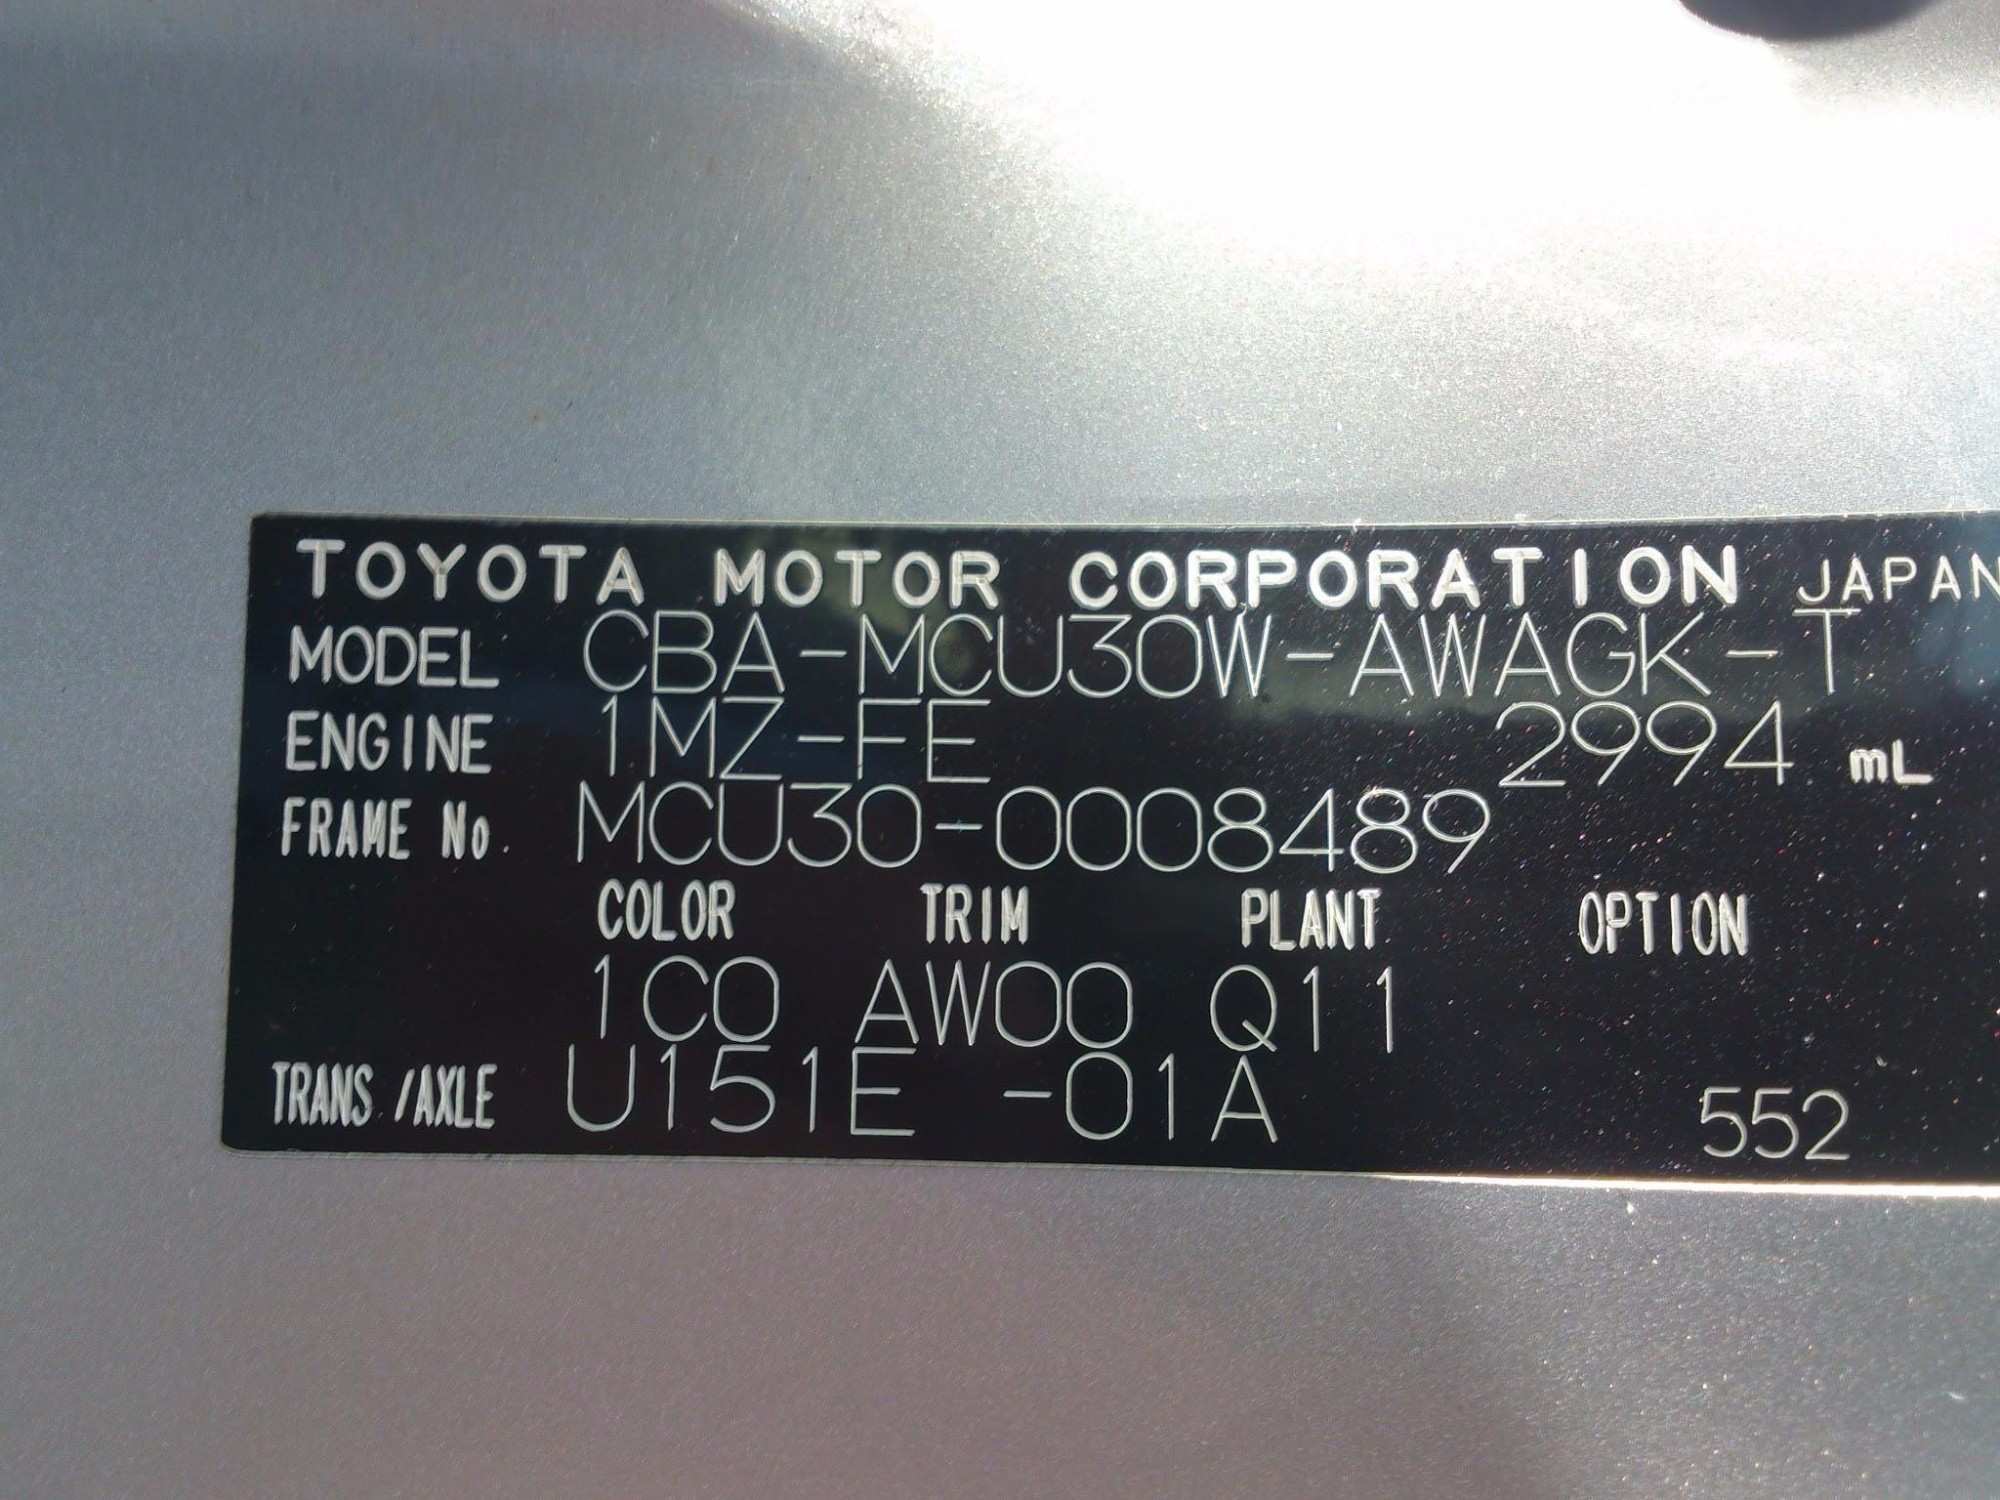 TOYOTA MOTOR CORPORATION JAPAN
MODEL CBA-MCU30W-AWAGK-T
ENGINE 1MZ-FE 2994 mL
FRAME No. MCU30-0008489
COLOR TRIM PLANT OPTION
1C0 AW00 Q11
TRANS/AXLE U151E -01A 552